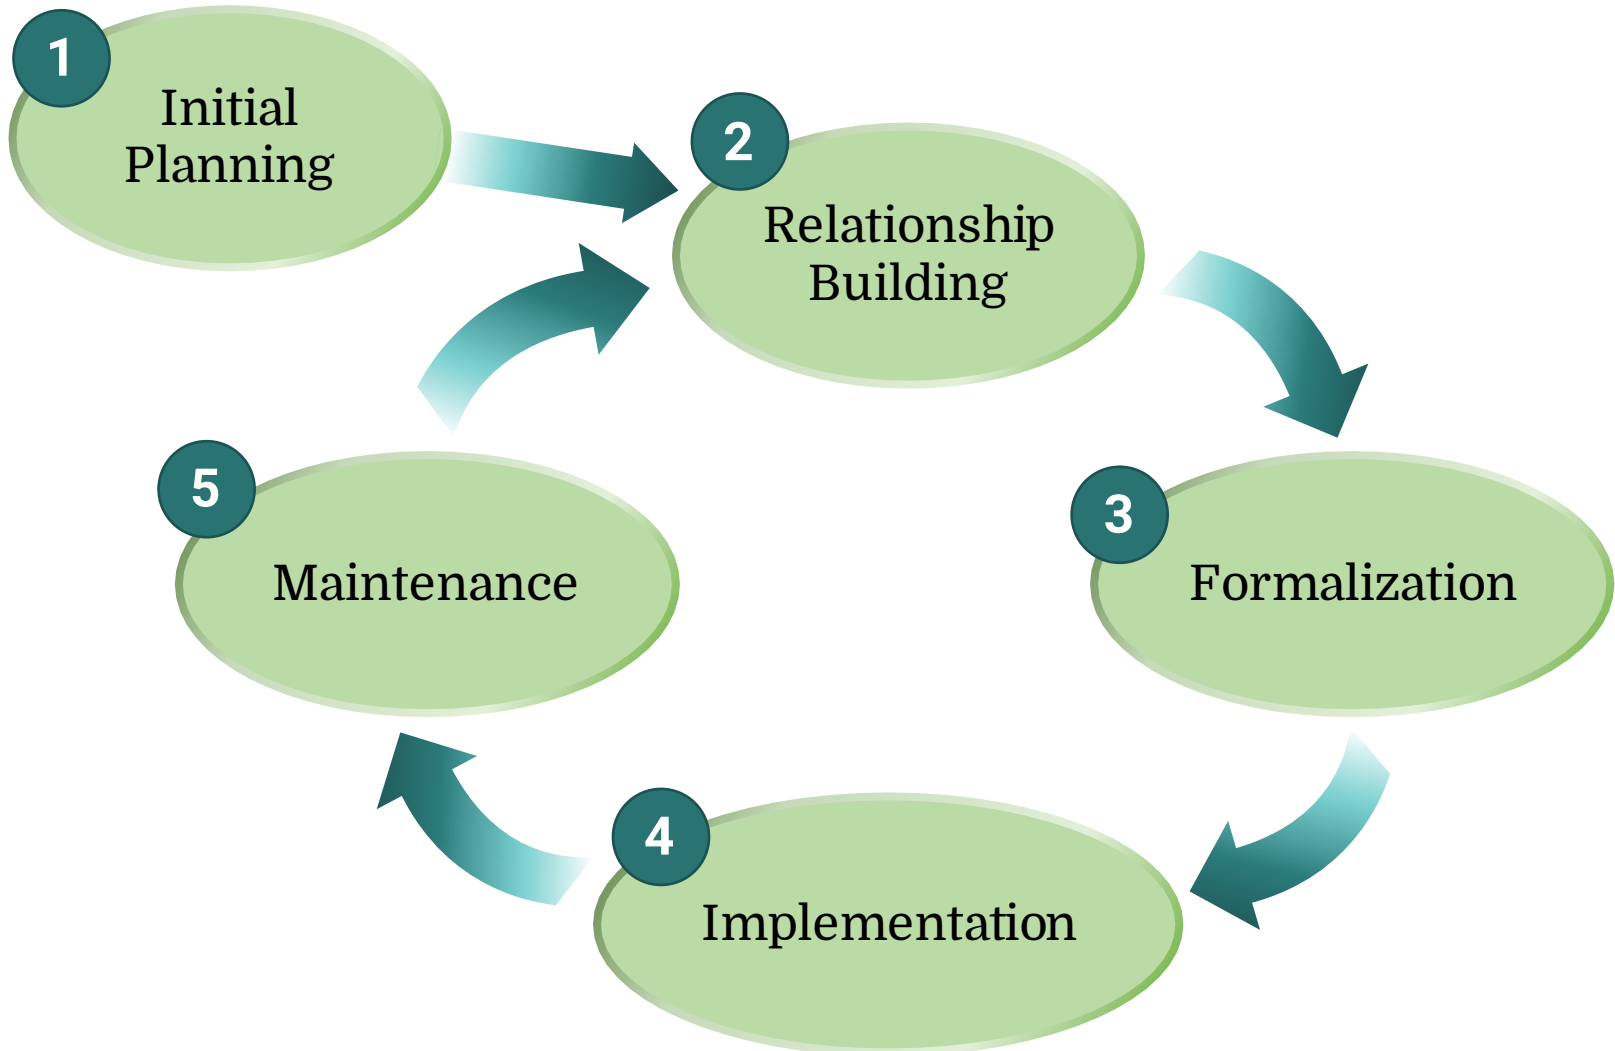 1
Initial
Planning
2
Relationship
Building
3
Formalization
4
Implementation
5
Maintenance